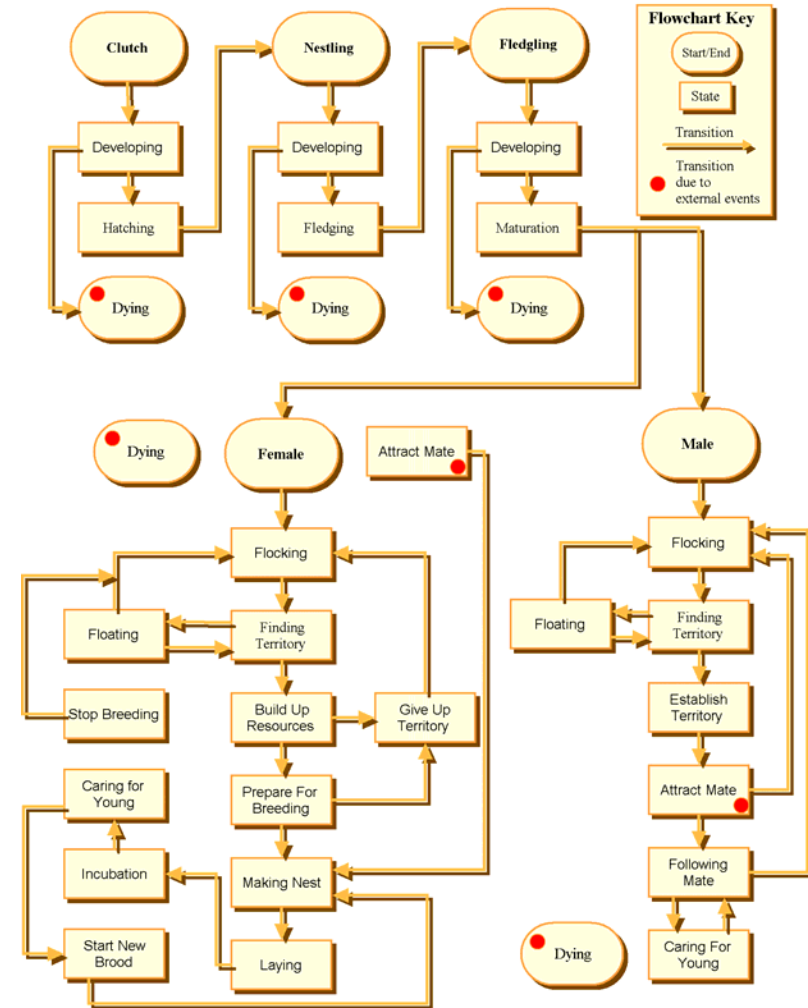 Clutch
Nestling
Fledgling
Flowchart Key
Start/End
State
Transition
Transition
due to
external events
Developing
Developing
Developing
Hatching
Fledging
Maturation
Dying
Dying
Dying
Dying
Female
Attract Mate
Male
Flocking
Floating
Finding
Territory
Stop Breeding
Build Up
Resources
Give Up
Territory
Caring for
Young
Prepare For
Breeding
Incubation
Making Nest
Start New
Brood
Laying
Flocking
Floating
Finding
Territory
Establish
Territory
Attract Mate
Following
Mate
Caring For
Young
Dying